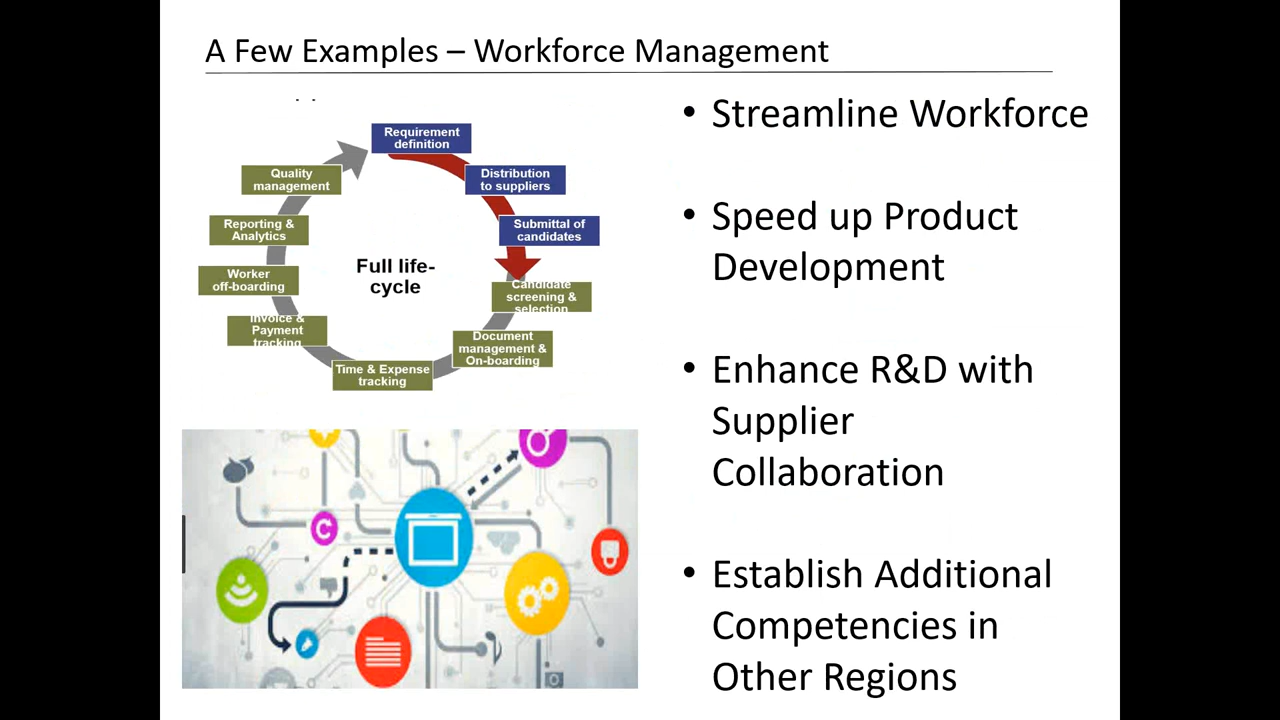 A Few Examples – Workforce Management
Requirement
definition
Distribution
to suppliers
Submittal of
candidates
Candidate
screening &
selection
Document
management &
On-boarding
Time & Expense
tracking
Invoice &
Payment
tracking
Worker
off-boarding
Reporting &
Analytics
Quality
management
Full life-
cycle
• Streamline Workforce
• Speed up Product
Development
• Enhance R&D with
Supplier
Collaboration
• Establish Additional
Competencies in
Other Regions